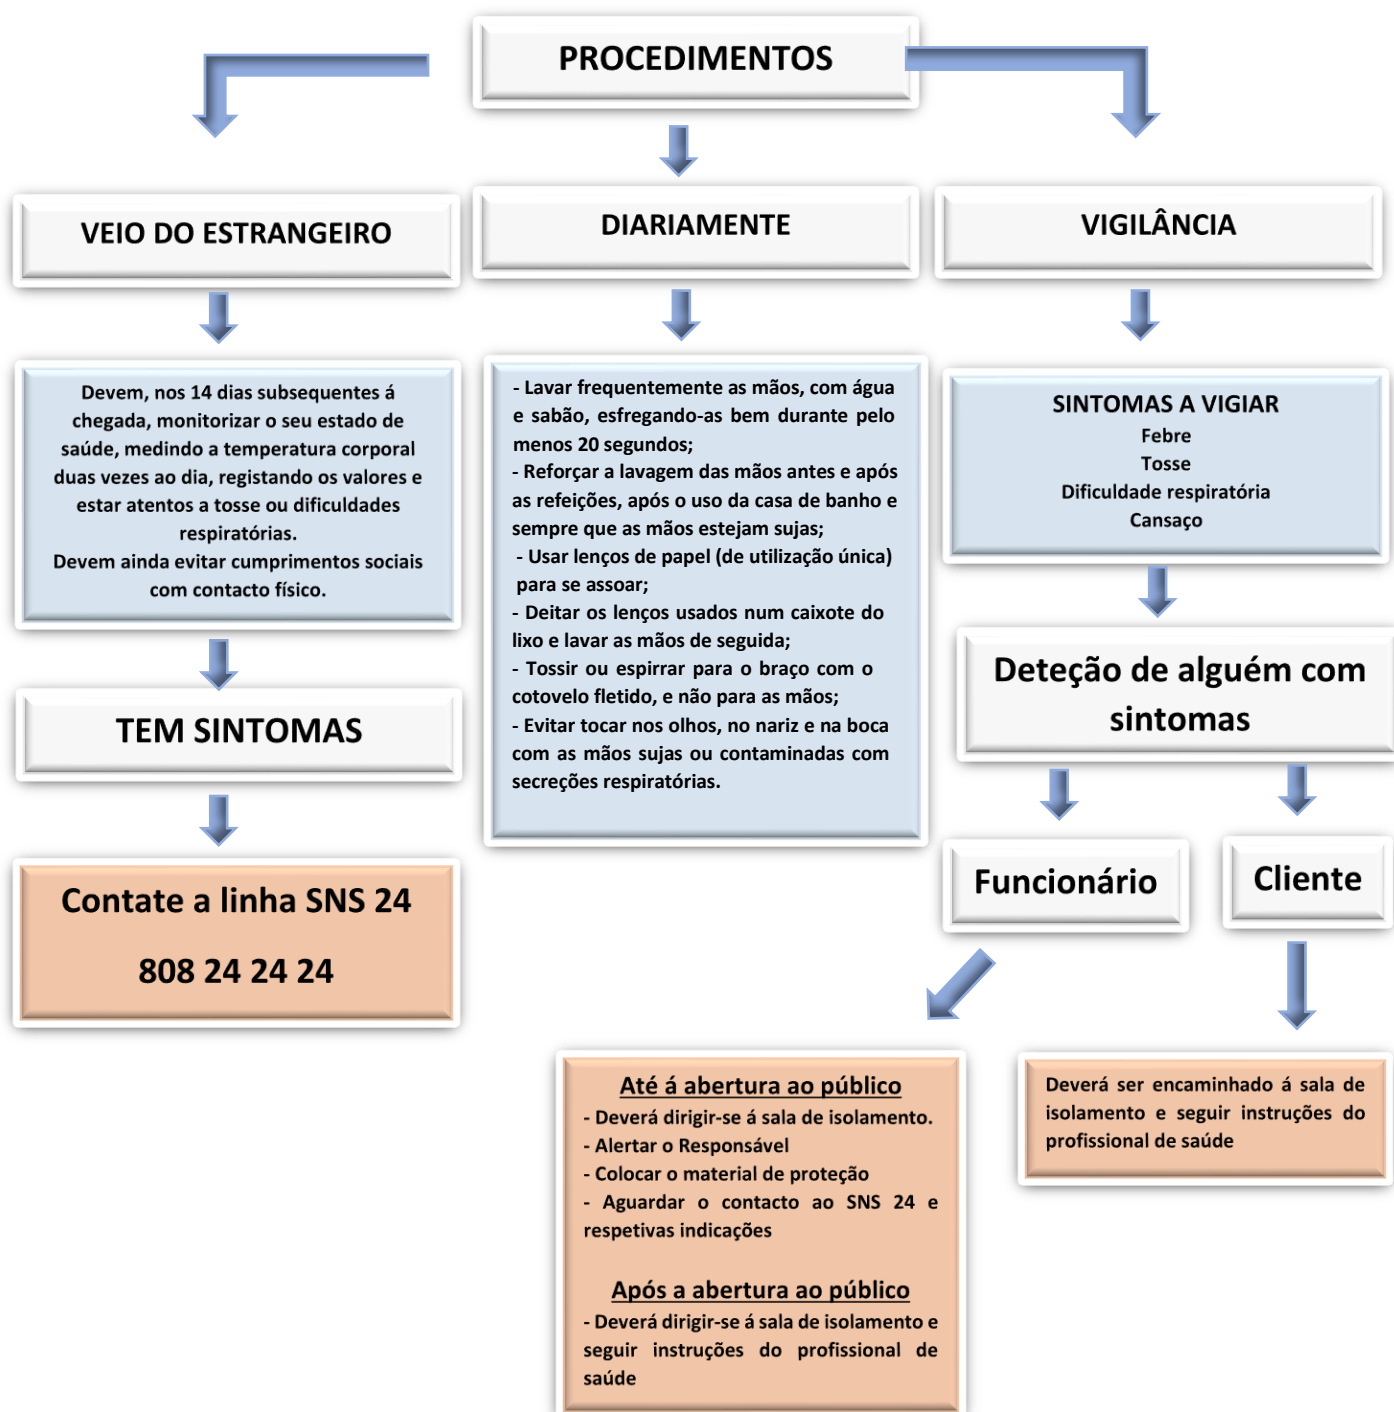 PROCEDIMENTOS
VEIO DO ESTRANGEIRO
Devem, nos 14 dias subsequentes á
chegada, monitorizar o seu estado de
saúde, medindo a temperatura corporal
duas vezes ao dia, registando os valores e
estar atentos a tosse ou dificuldades
respiratórias.
Devem ainda evitar cumprimentos sociais
com contacto físico.
TEM SINTOMAS
Contate a linha SNS 24
808 24 24 24
DIARIAMENTE
- Lavar frequentemente as mãos, com água
e sabão, esfregando-as bem durante pelo
menos 20 segundos;
- Reforçar a lavagem das mãos antes e após
as refeições, após o uso da casa de banho e
sempre que as mãos estejam sujas;
- Usar lenços de papel (de utilização única)
para se assoar;
- Deitar os lenços usados num caixote do
lixo e lavar as mãos de seguida;
- Tossir ou espirrar para o braço com o
cotovelo fletido, e não para as mãos;
- Evitar tocar nos olhos, no nariz e na boca
com as mãos sujas ou contaminadas com
secreções respiratórias.
VIGILÂNCIA
SINTOMAS A VIGIAR
Febre
Tosse
Dificuldade respiratória
Cansaço
Deteção de alguém com
sintomas
Funcionário
Até á abertura ao público
- Deverá dirigir-se á sala de isolamento.
- Alertar o Responsável
- Colocar o material de proteção
- Aguardar o contacto ao SNS 24 e
respetivas indicações
Após a abertura ao público
- Deverá dirigir-se á sala de isolamento e
seguir instruções do profissional de
saúde
Cliente
Deverá ser encaminhado á sala de
isolamento e seguir instruções do
profissional de saúde